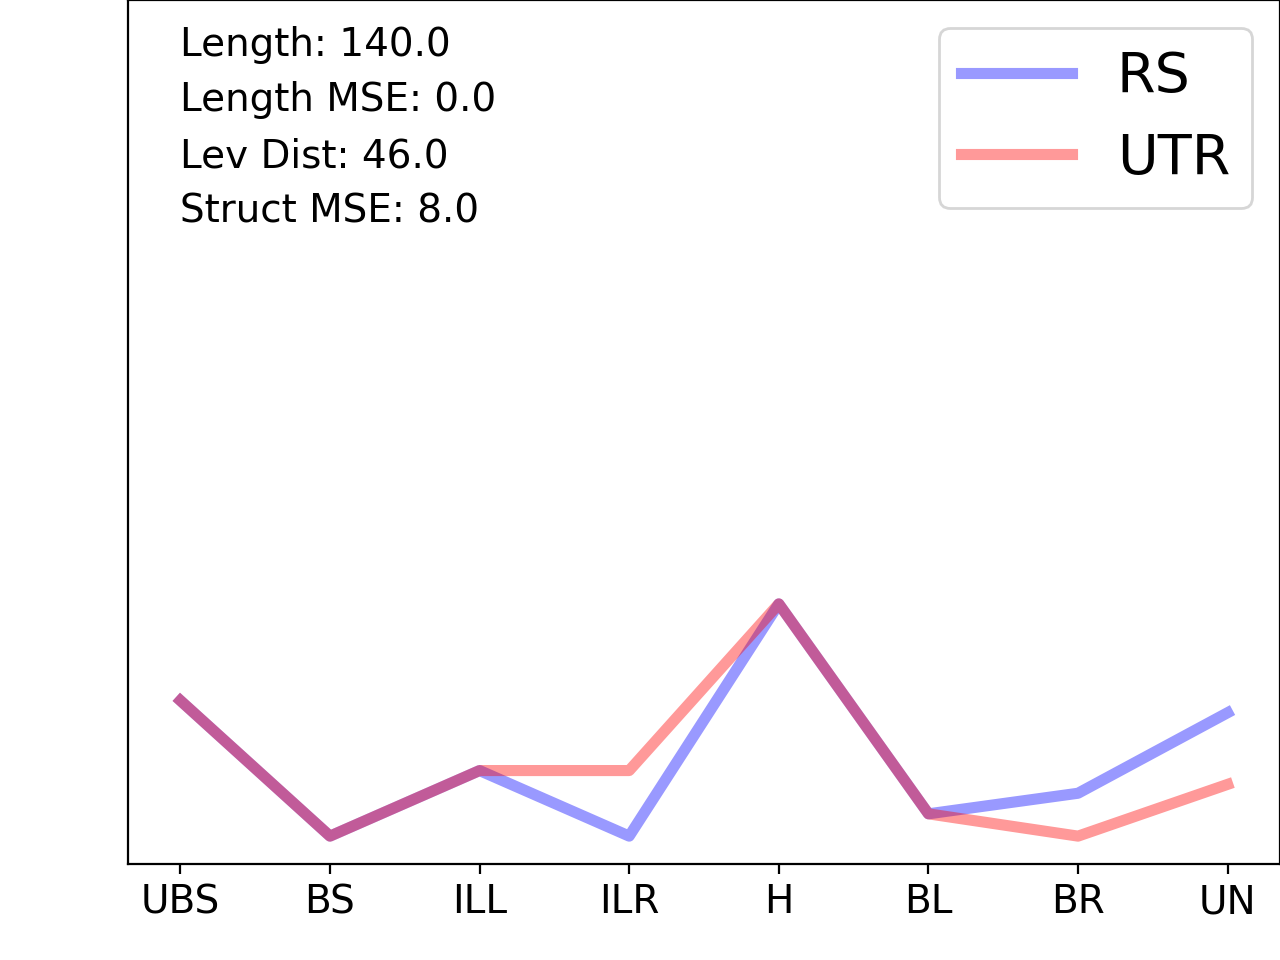 Length: 140.0
Length MSE: 0.0
Lev Dist: 46.0
Struct MSE: 8.0
RS
UTR
UBS BS ILL ILR H BL BR UN